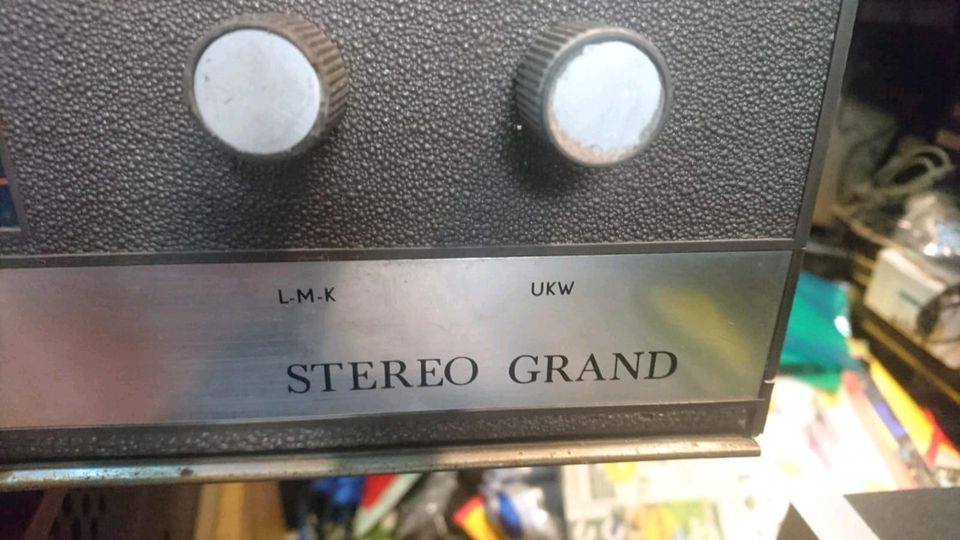 L-M-K UKW
STEREO GRAND